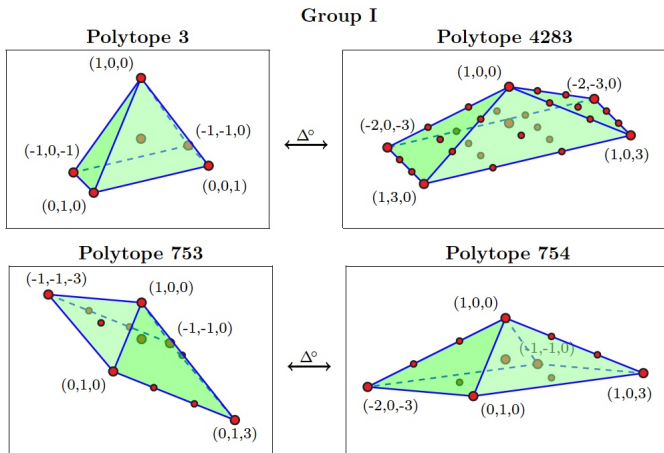 Group I
Polytope 3
Polytope 4283
(1,0,0)
(-1,-1,0)
(-1,0,-1)
(0,0,1)
(0,1,0)
Δ°
(1,0,0)
(-2,-3,0)
(-2,0,-3)
(1,0,3)
(1,3,0)
Polytope 753
Polytope 754
(-1,-1,-3)
(1,0,0)
(-1,-1,0)
(0,1,0)
(0,1,3)
Δ°
(1,0,0)
(-1,-1,0)
(-2,0,-3)
(0,1,0)
(1,0,3)